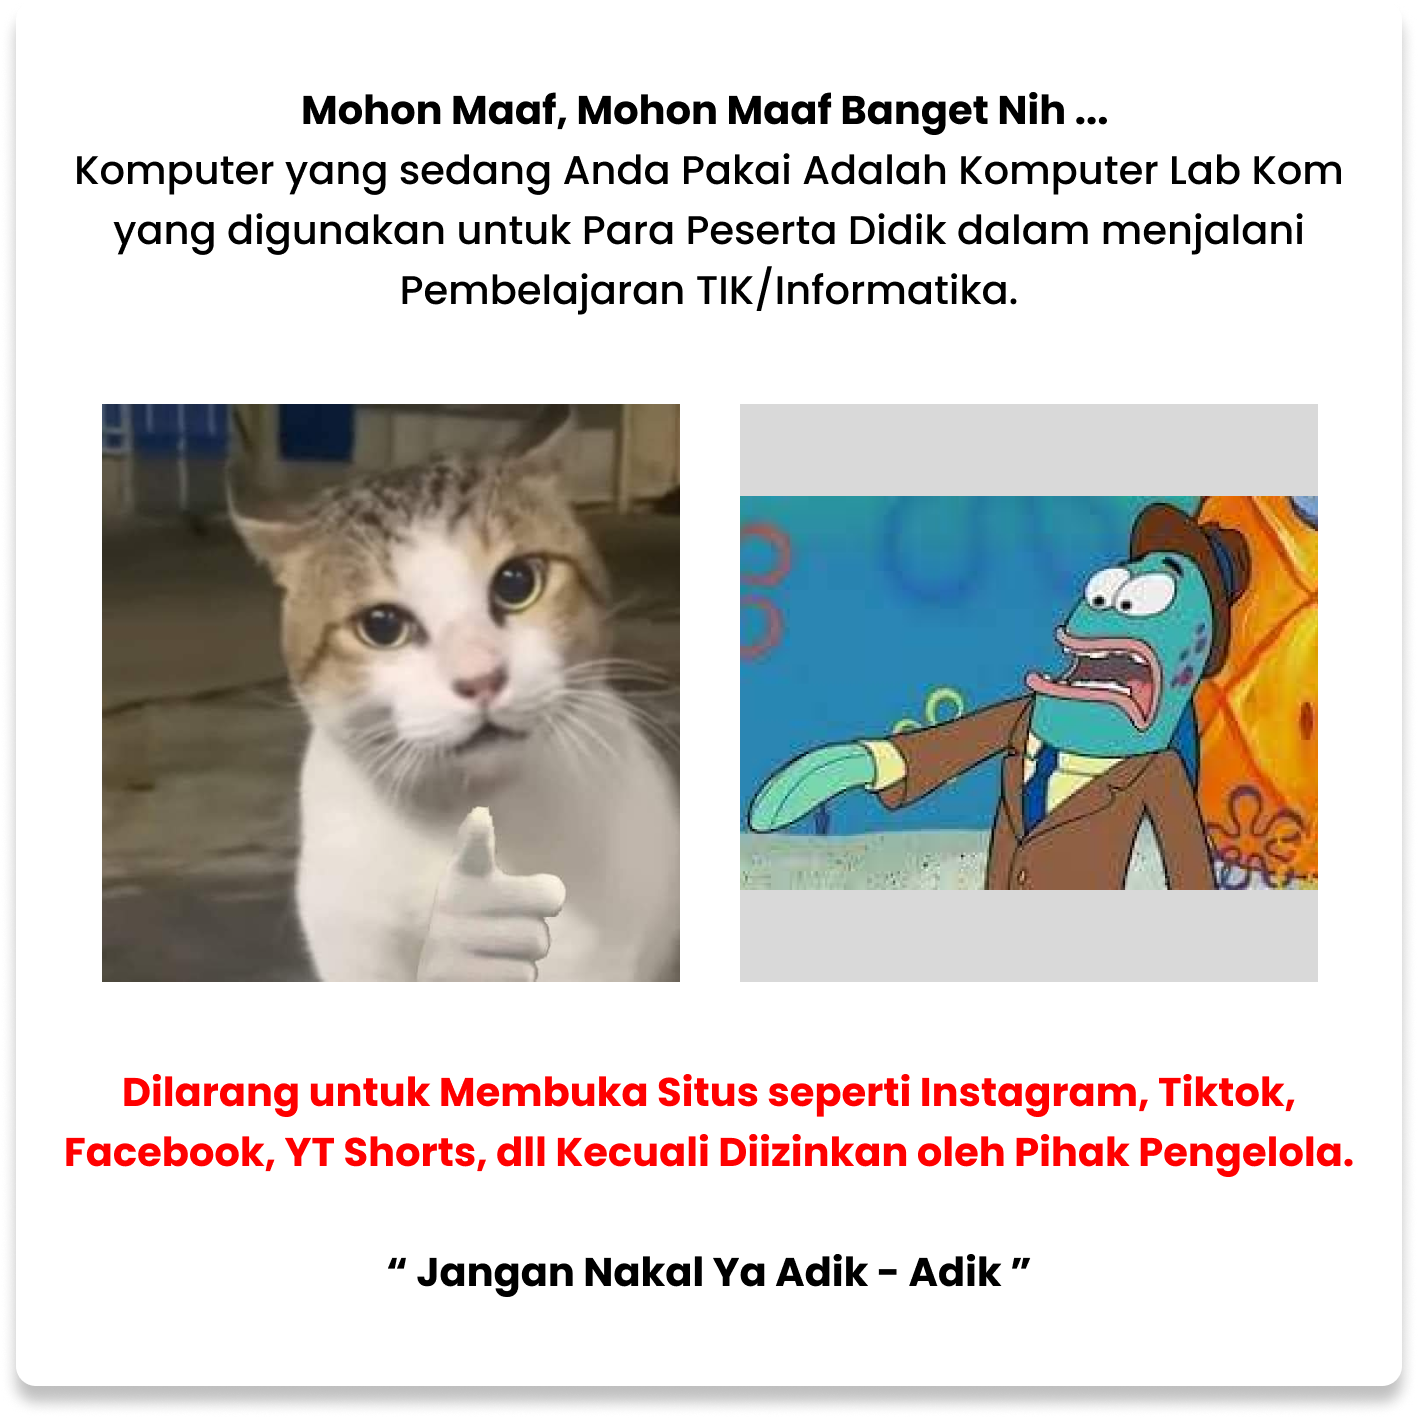 Mohon Maaf, Mohon Maaf Banget Nih ...
Komputer yang sedang Anda Pakai Adalah Komputer Lab Kom
yang digunakan untuk Para Peserta Didik dalam menjalani
Pembelajaran TIK/Informatika.
Dilarang untuk Membuka Situs seperti Instagram, Tiktok,
Facebook, YT Shorts, dll Kecuali Diizinkan oleh Pihak Pengelola.
“ Jangan Nakal Ya Adik - Adik ”